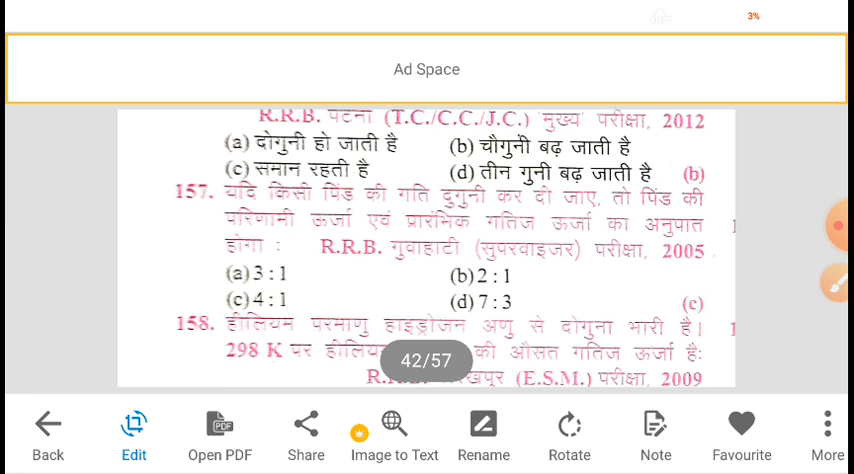 3%
Ad Space
R.R.B. पटना (T.C./C.C./J.C.) 'मुख्य' परीक्षा, 2012
(a) दोगुनी हो जाती है (b) चौगुनी बढ़ जाती है
(c) समान रहती है (d) तीन गुनी बढ़ जाती है (b)
157. यदि किसी पिंड की गति दुगुनी कर दी जाए, तो पिंड की
परिणामी ऊर्जा एवं प्रारंभिक गतिज ऊर्जा का अनुपात
होगा : R.R.B. गुवाहाटी (सुपरवाइजर) परीक्षा, 2005
(a) 3 : 1 (b) 2 : 1
(c) 4 : 1 (d) 7 : 3 (c)
158. हीलियम परमाणु हाइड्रोजन अणु से दोगुना भारी है।
298 K पर की औसत गतिज ऊर्जा है:
42/57
(E.S.M.) परीक्षा, 2009
Back Edit Open PDF Share Image to Text Rename Rotate Note Favourite More